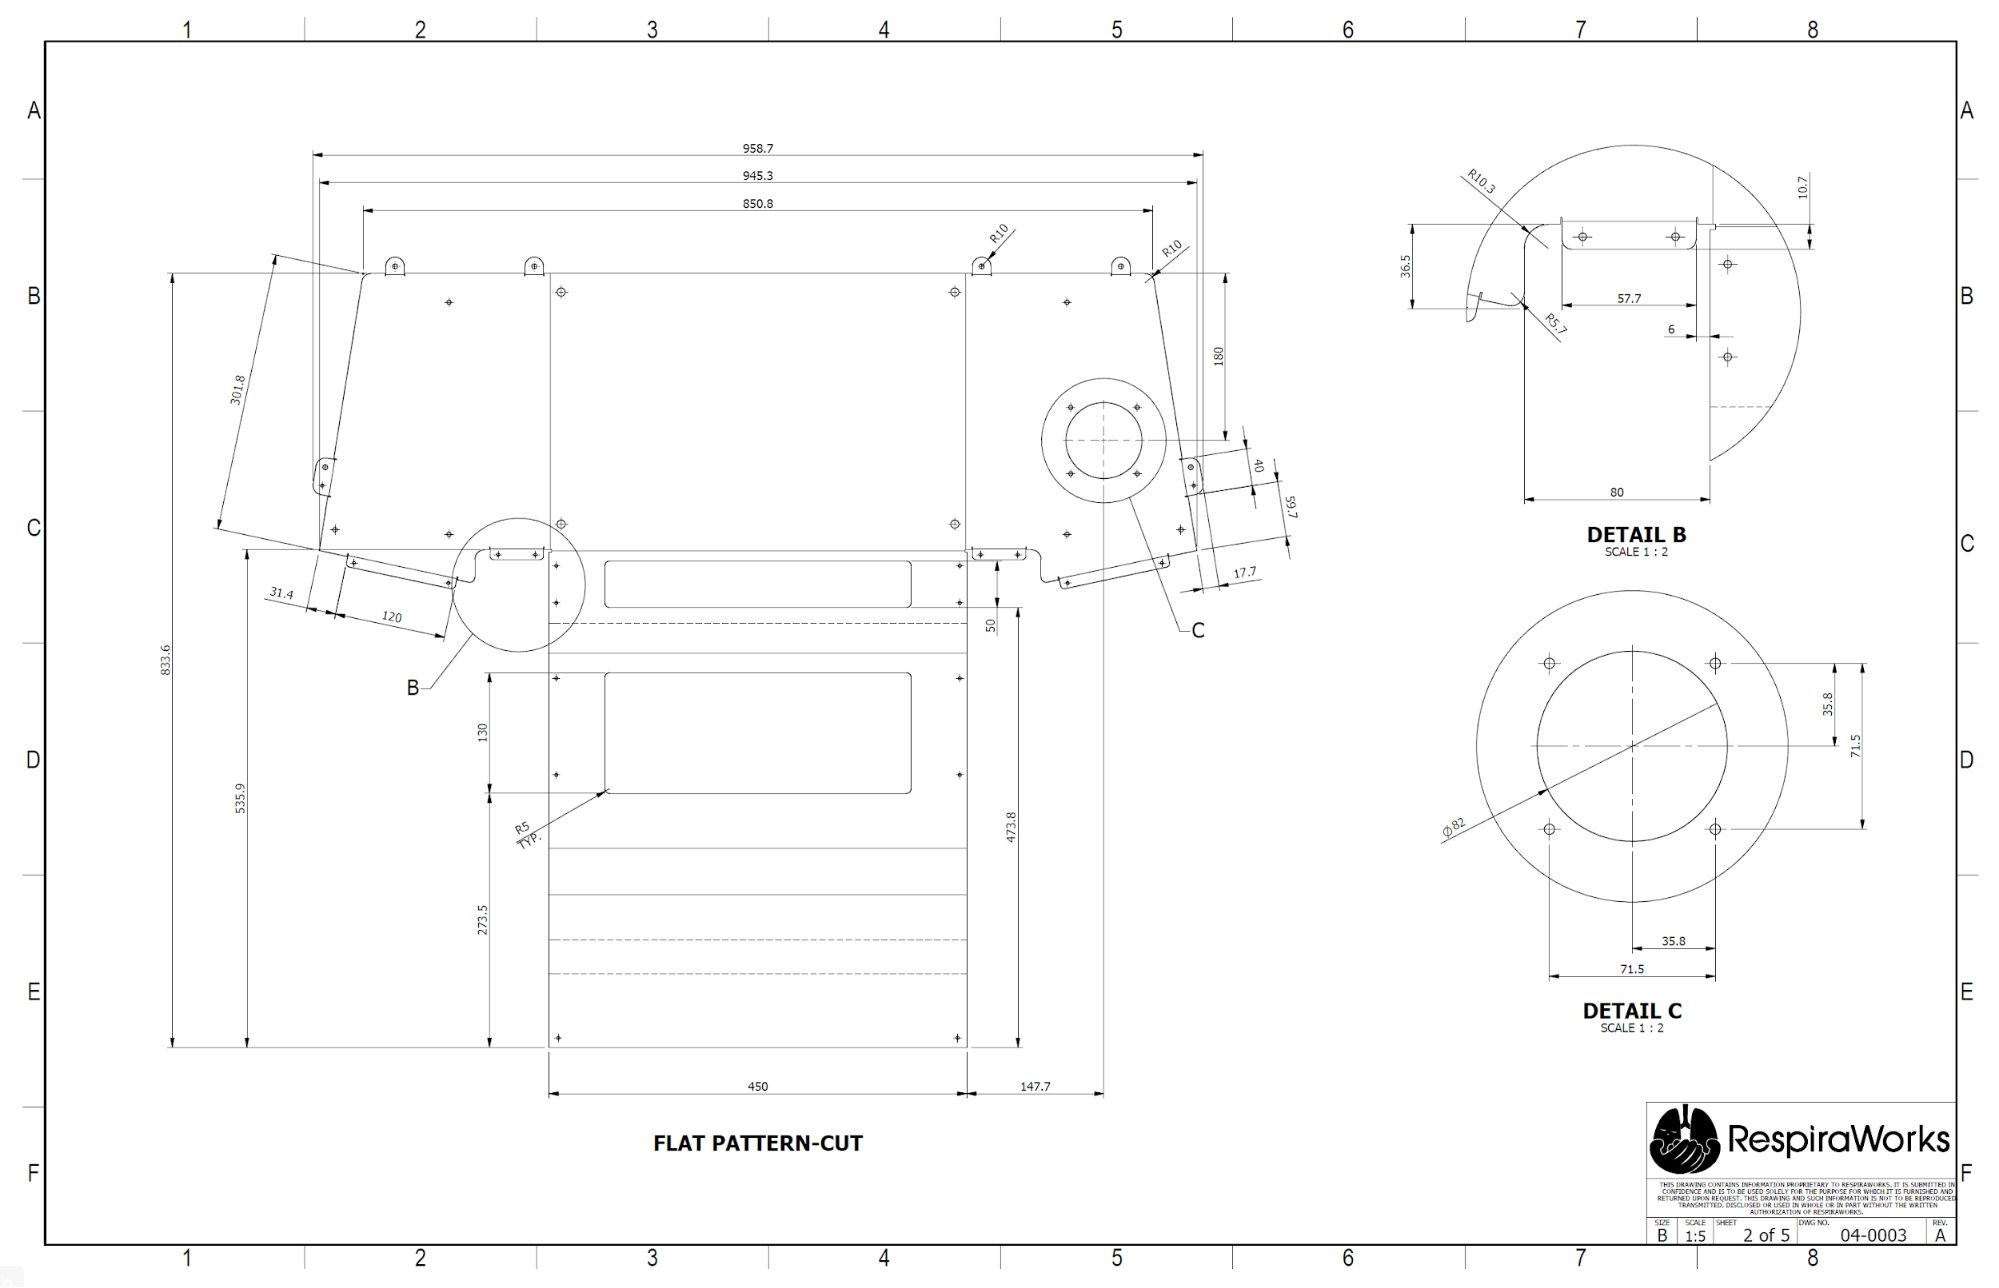 1 2 3 4 5 6 7 8
A A
B B
C C
D D
E E
F F
958.7
945.3
850.8
R10
R10
301.8
180
40
59.7
17.7
31.4
120
833.6
535.9
50
130
273.5
473.8
R5
TYP.
450
147.7
B
C
FLAT PATTERN-CUT
R10.3
10.7
36.5
57.7
R5.7
6
80
DETAIL B
SCALE 1 : 2
35.8
71.5
Ø82
35.8
71.5
DETAIL C
SCALE 1 : 2
RespiraWorks
THIS DRAWING CONTAINS INFORMATION PROPRIETARY TO RESPIRAWORKS. IT IS SUBMITTED IN
CONFIDENCE AND IS TO BE USED SOLELY FOR THE PURPOSE FOR WHICH IT IS FURNISHED AND
RETURNED UPON REQUEST. THIS DRAWING AND SUCH INFORMATION IS NOT TO BE REPRODUCED,
TRANSMITTED, DISCLOSED OR USED IN WHOLE OR IN PART WITHOUT THE WRITTEN
AUTHORIZATION OF RESPIRAWORKS.
SIZE SCALE SHEET DWG NO. REV.
B 1:5 2 of 5 04-0003 A
1 2 3 4 5 6 7 8